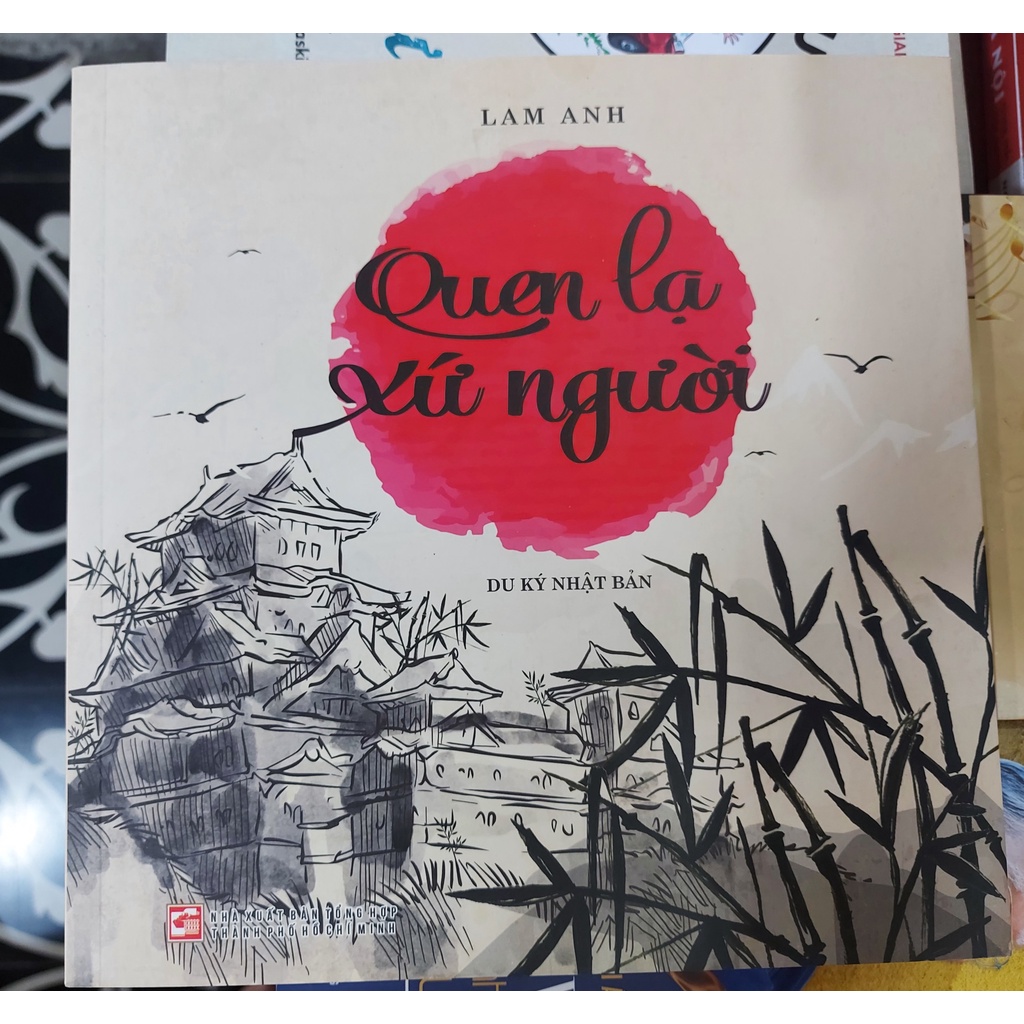 LAM ANH
Quen lạ
xứ người
DU KÝ NHẬT BẢN
NHÀ XUẤT BẢN TỔNG HỢP
THÀNH PHỐ HỒ CHÍ MINH
NÓI